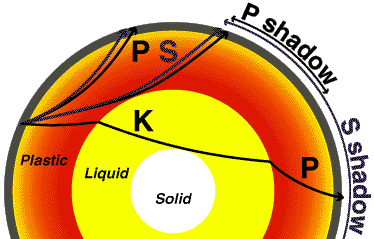 P shadow
P S
S shadow
K
Plastic
Liquid
P
Solid